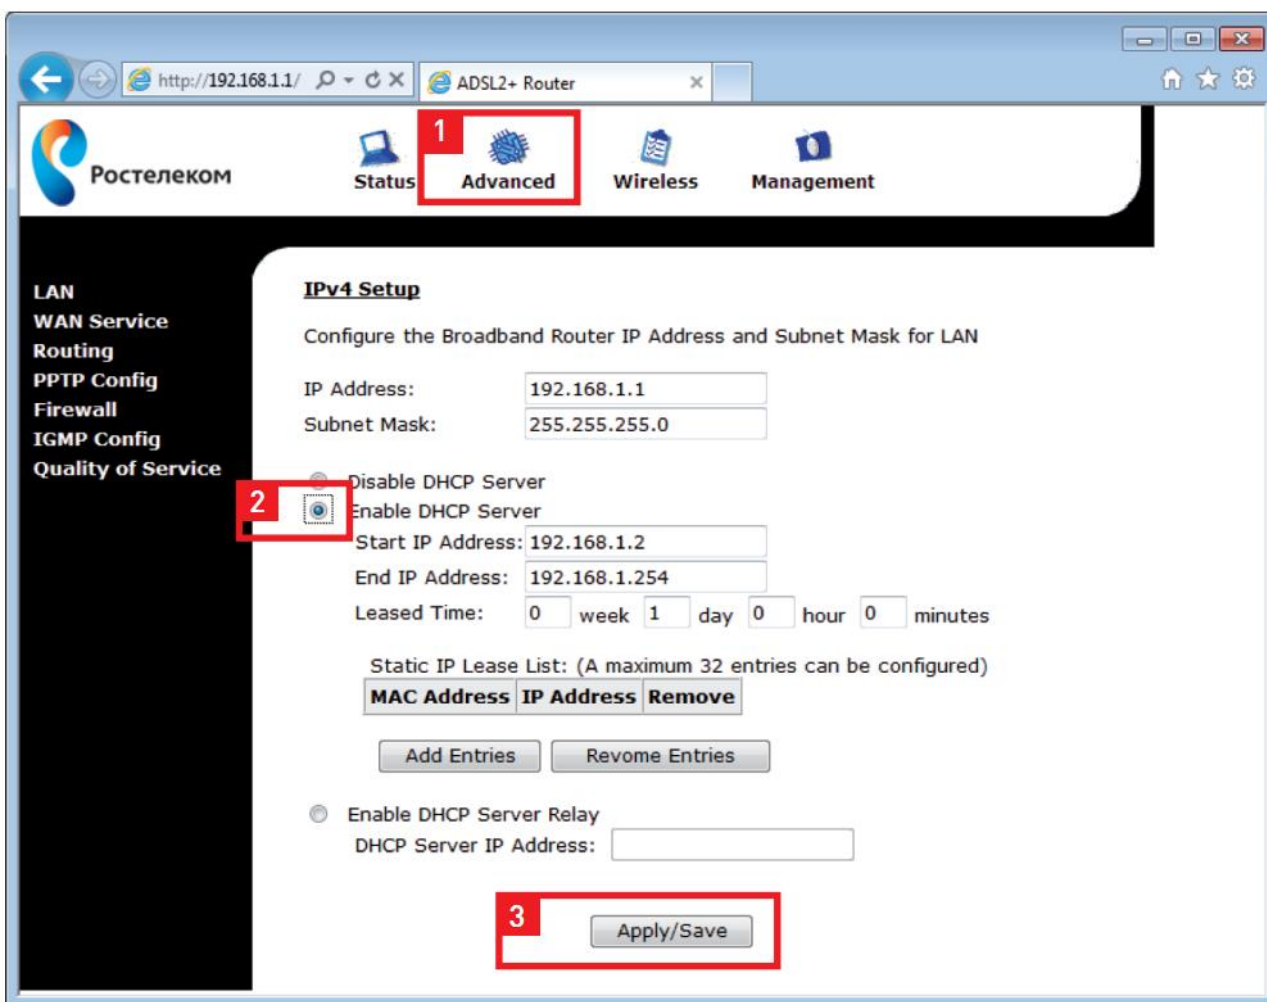 http://192.168.1.1/ ADSL2+ Router
Ростелеком
1
Status Advanced Wireless Management
LAN
WAN Service
Routing
PPTP Config
Firewall
IGMP Config
Quality of Service
IPv4 Setup
Configure the Broadband Router IP Address and Subnet Mask for LAN
IP Address: 192.168.1.1
Subnet Mask: 255.255.255.0
Disable DHCP Server
2
Enable DHCP Server
Start IP Address: 192.168.1.2
End IP Address: 192.168.1.254
Leased Time: 0 week 1 day 0 hour 0 minutes
Static IP Lease List: (A maximum 32 entries can be configured)
MAC Address IP Address Remove
Add Entries Revome Entries
Enable DHCP Server Relay
DHCP Server IP Address:
3
Apply/Save